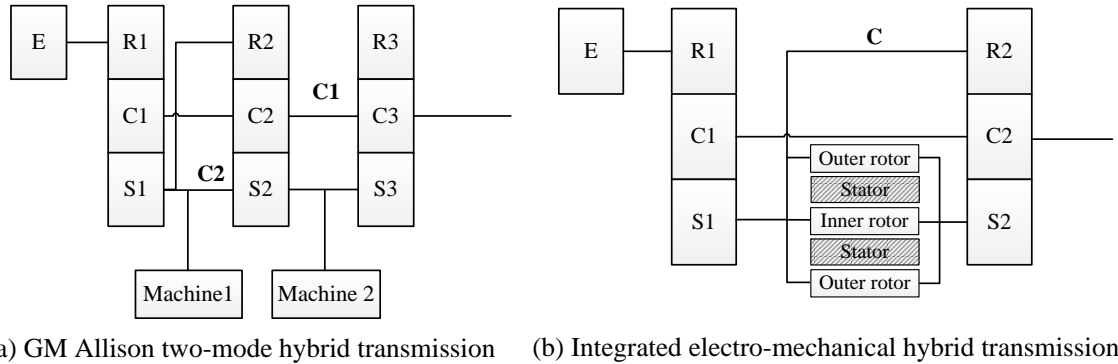 E R1 R2 R3
C1
C1 C2 C3
C2
S1 S2 S3
Machine1 Machine 2
a) GM Allison two-mode hybrid transmission
E R1 C R2
C1 C2
Outer rotor
Stator
S1 Inner rotor S2
Stator
Outer rotor
(b) Integrated electro-mechanical hybrid transmission